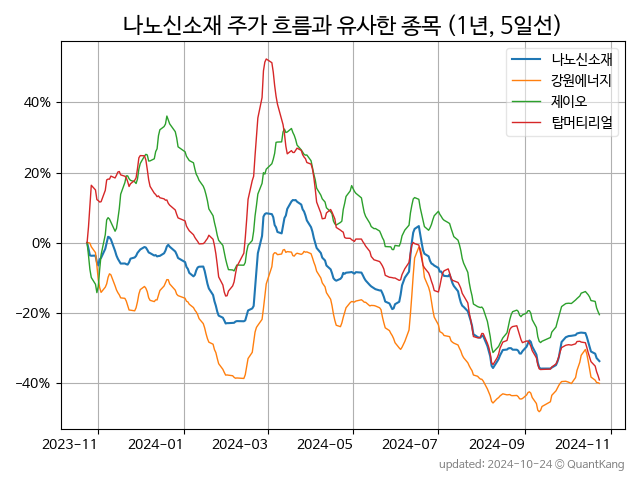 나노신소재 주가 흐름과 유사한 종목 (1년, 5일선)
나노신소재
강원에너지
제이오
탑머티리얼
40%
20%
0%
−20%
−40%
2023-11 2024-01 2024-03 2024-05 2024-07 2024-09 2024-11
updated: 2024-10-24 © QuantKang